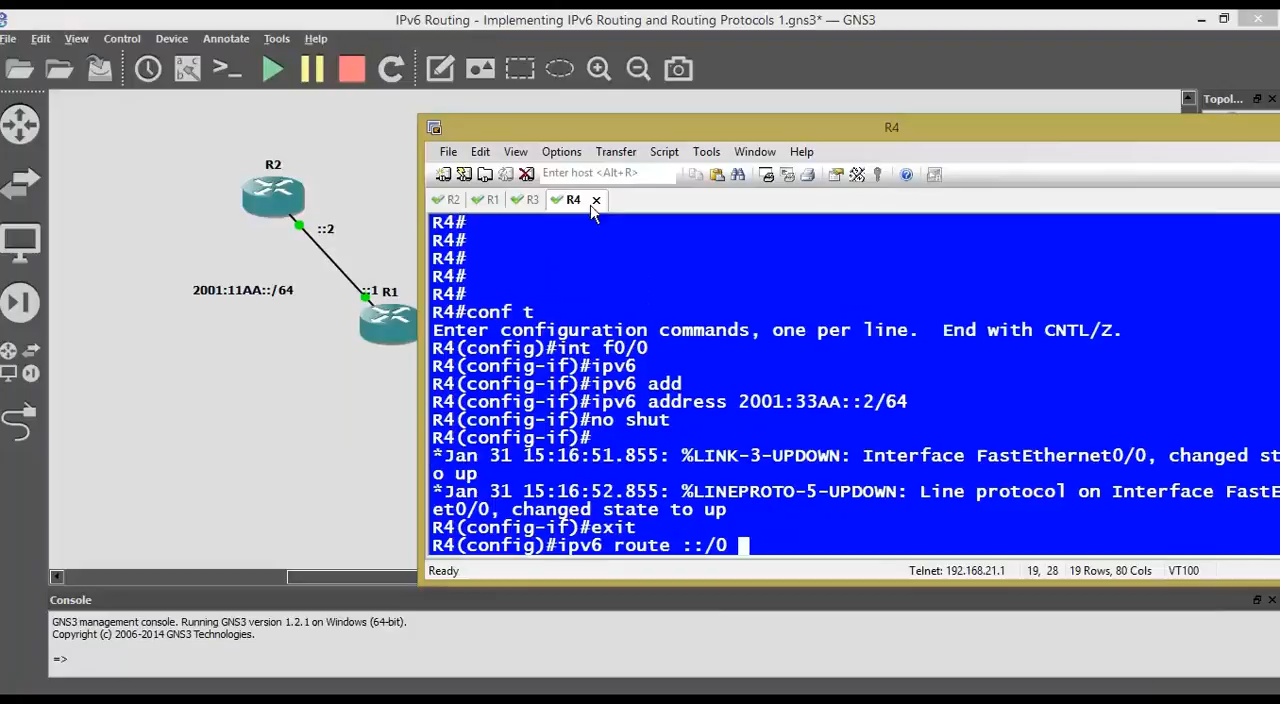 IPv6 Routing - Implementing IPv6 Routing and Routing Protocols 1.gns3* — GNS3
File Edit View Control Device Annotate Tools Help
Topol...
R4
File Edit View Options Transfer Script Tools Window Help
Enter host <Alt+R>
R2 R1 R3 R4
R2
::2
2001:11AA::/64
::1 R1
R4#
R4#
R4#
R4#
R4#
R4#conf t
Enter configuration commands, one per line.  End with CNTL/Z.
R4(config)#int f0/0
R4(config-if)#ipv6
R4(config-if)#ipv6 add
R4(config-if)#ipv6 address 2001:33AA::2/64
R4(config-if)#no shut
R4(config-if)#
*Jan 31 15:16:51.855: %LINK-3-UPDOWN: Interface FastEthernet0/0, changed st
o up
*Jan 31 15:16:52.855: %LINEPROTO-5-UPDOWN: Line protocol on Interface FastE
et0/0, changed state to up
R4(config-if)#exit
R4(config)#ipv6 route ::/0
Ready Telnet: 192.168.21.1 19, 28 19 Rows, 80 Cols VT100
Console
GNS3 management console. Running GNS3 version 1.2.1 on Windows (64-bit).
Copyright (c) 2006-2014 GNS3 Technologies.
=>